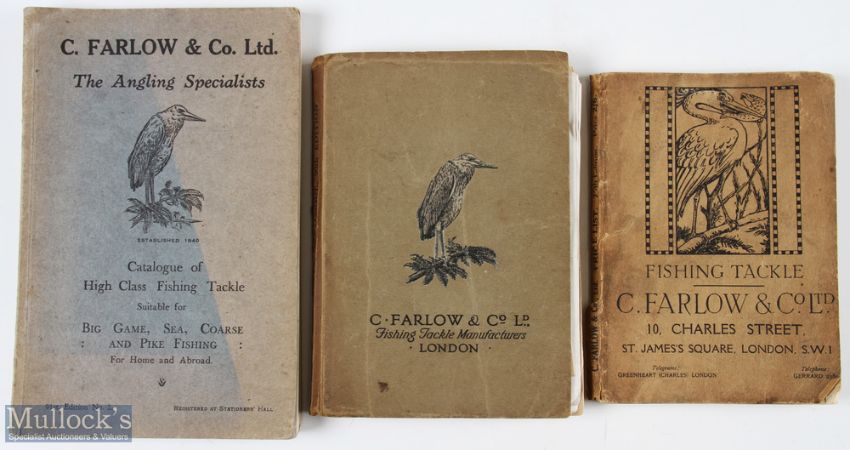 C. FARLOW & Co. Ltd.
The Angling Specialists
ESTABLISHED 1840
Catalogue of
High Class Fishing Tackle
Suitable for
BIG GAME, SEA, COARSE
: AND PIKE FISHING :
For Home and Abroad.
Edition No.
REGISTERED AT STATIONERS' HALL
Mullock's
Specialist Auctioneers & Valuers
C. FARLOW & Co LD.,
Fishing Tackle Manufacturers
· LONDON ·
FISHING TACKLE
C. FARLOW & Co LTD.
10, CHARLES STREET,
ST. JAMES'S SQUARE, LONDON, S.W.1
Telegrams:
GREENHEART (CHARLES) LONDON
Telephone:
GERRARD